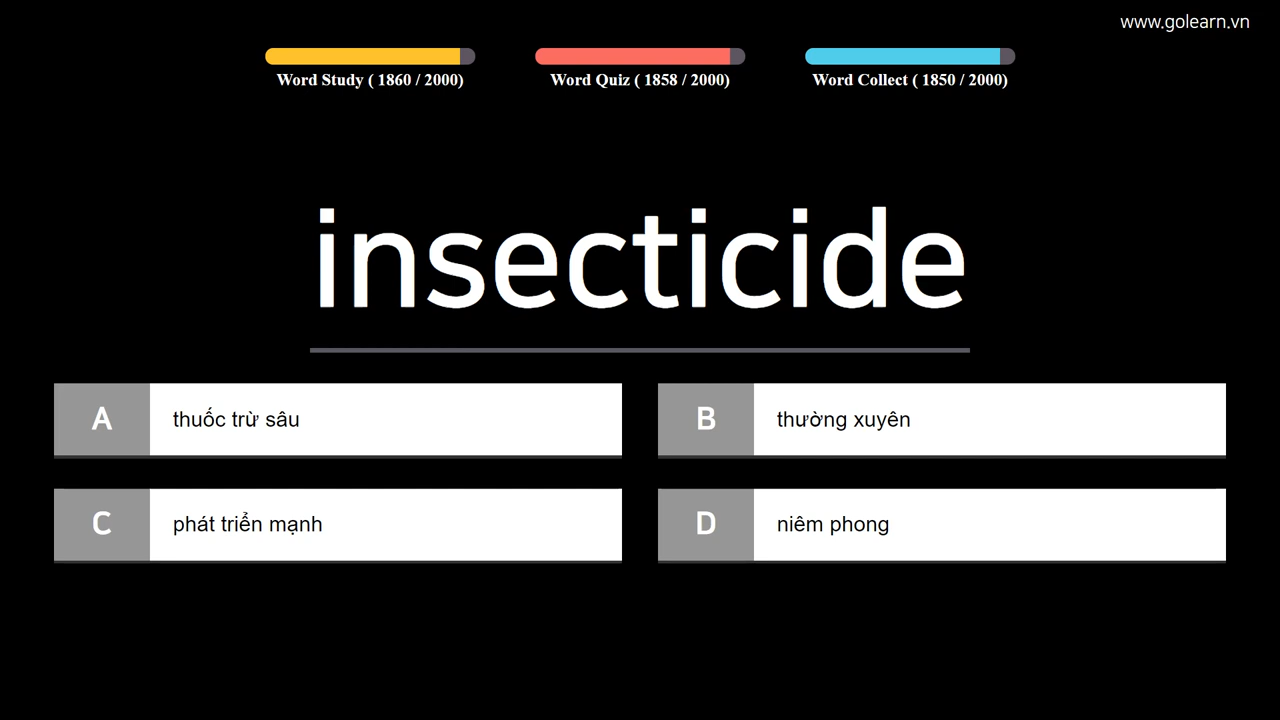 www.golearn.vn
Word Study ( 1860 / 2000)
Word Quiz ( 1858 / 2000)
Word Collect ( 1850 / 2000)
insecticide
A thuốc trừ sâu
B thường xuyên
C phát triển mạnh
D niêm phong